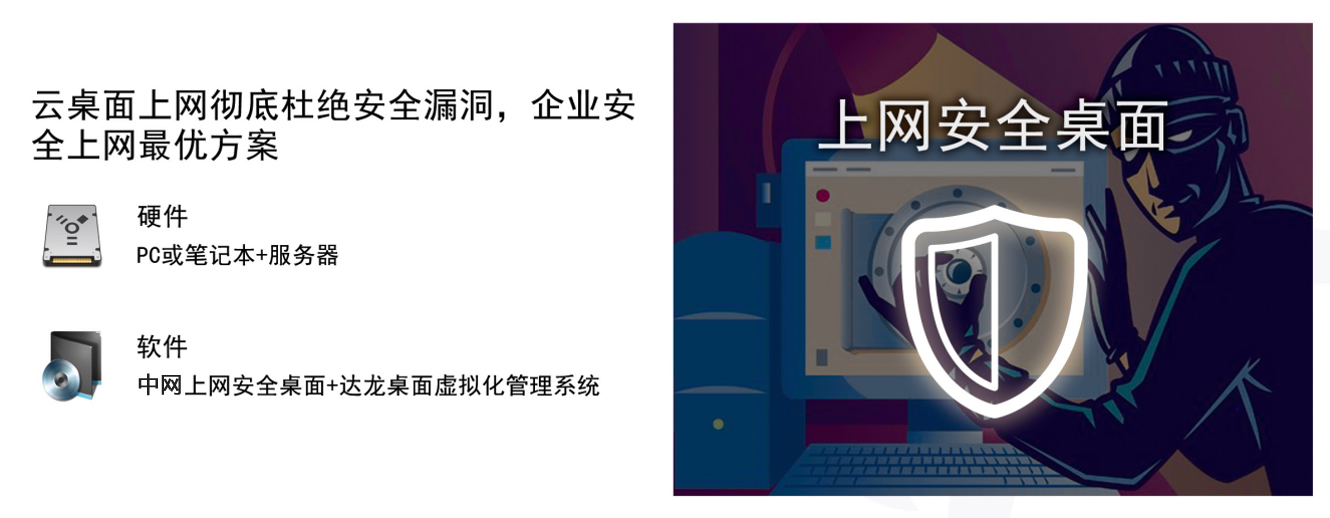 云桌面上网彻底杜绝安全漏洞，企业安
全上网最优方案
硬件
PC或笔记本+服务器
软件
中网上网安全桌面+达龙桌面虚拟化管理系统
上网安全桌面